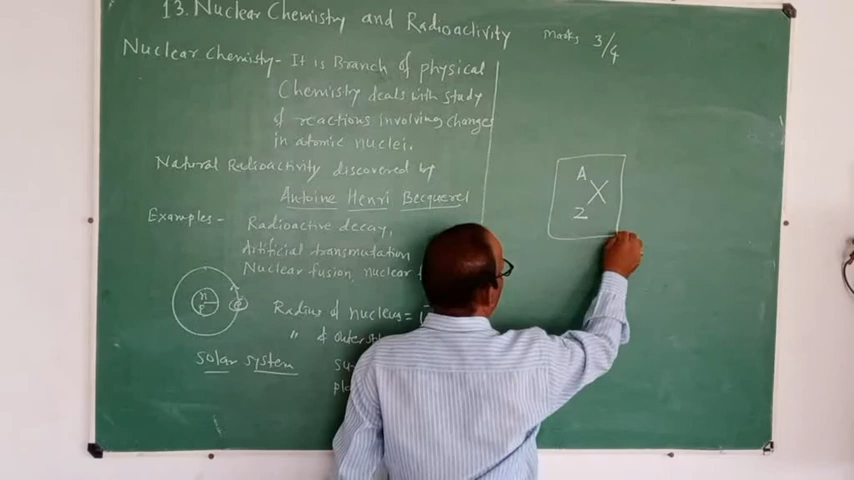 13. Nuclear Chemistry and Radioactivity
Marks 3/4
Nuclear Chemistry - It is Branch of physical
Chemistry deals with study
of reactions involving changes
in atomic nuclei.
Natural Radioactivity discovered by
Antoine Henri Becquerel
Examples - Radioactive decay,
Artificial transmutation
Nuclear fusion, nuclear
n
P
e
Radius of nucleus =
" of outer
solar system
A
X
Z